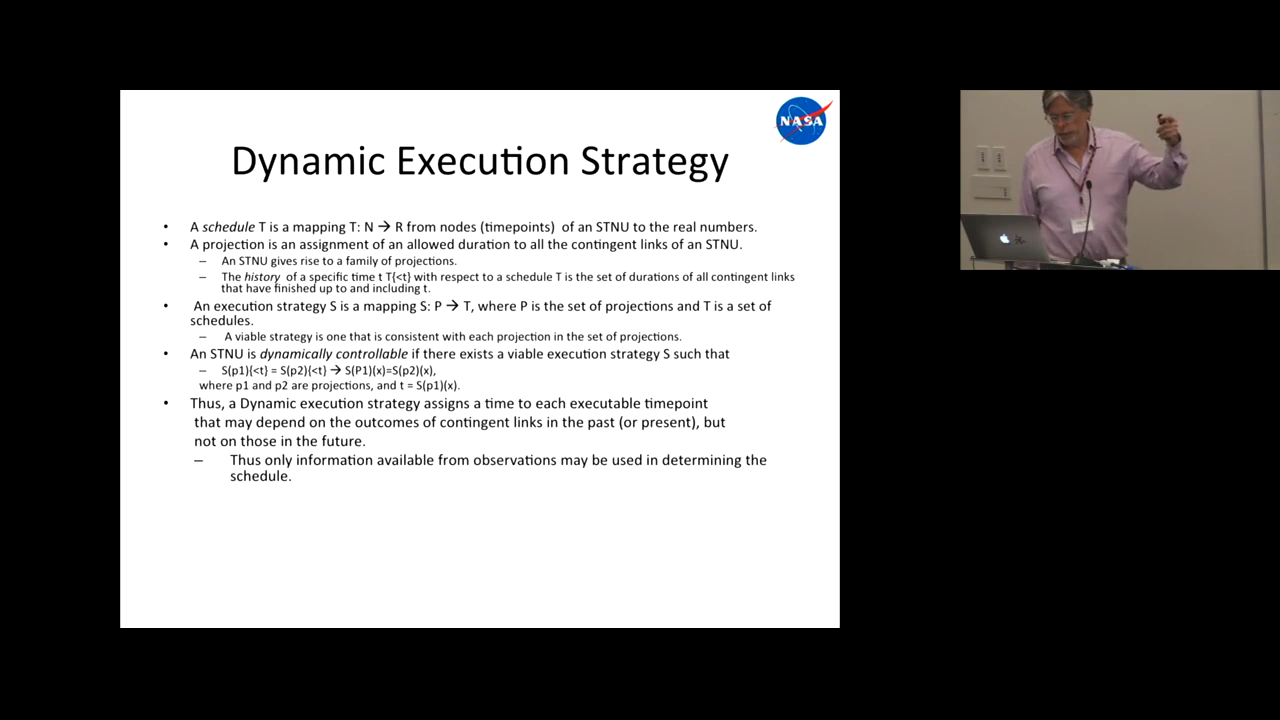 NASA
Dynamic Execution Strategy
• A schedule T is a mapping T: N → R from nodes (timepoints) of an STNU to the real numbers.
• A projection is an assignment of an allowed duration to all the contingent links of an STNU.
– An STNU gives rise to a family of projections.
– The history of a specific time t T{<t} with respect to a schedule T is the set of durations of all contingent links
that have finished up to and including t.
• An execution strategy S is a mapping S: P → T, where P is the set of projections and T is a set of
schedules.
– A viable strategy is one that is consistent with each projection in the set of projections.
• An STNU is dynamically controllable if there exists a viable execution strategy S such that
– S(p1){<t} = S(p2){<t} → S(P1)(x)=S(p2)(x),
where p1 and p2 are projections, and t = S(p1)(x).
• Thus, a Dynamic execution strategy assigns a time to each executable timepoint
that may depend on the outcomes of contingent links in the past (or present), but
not on those in the future.
– Thus only information available from observations may be used in determining the
schedule.